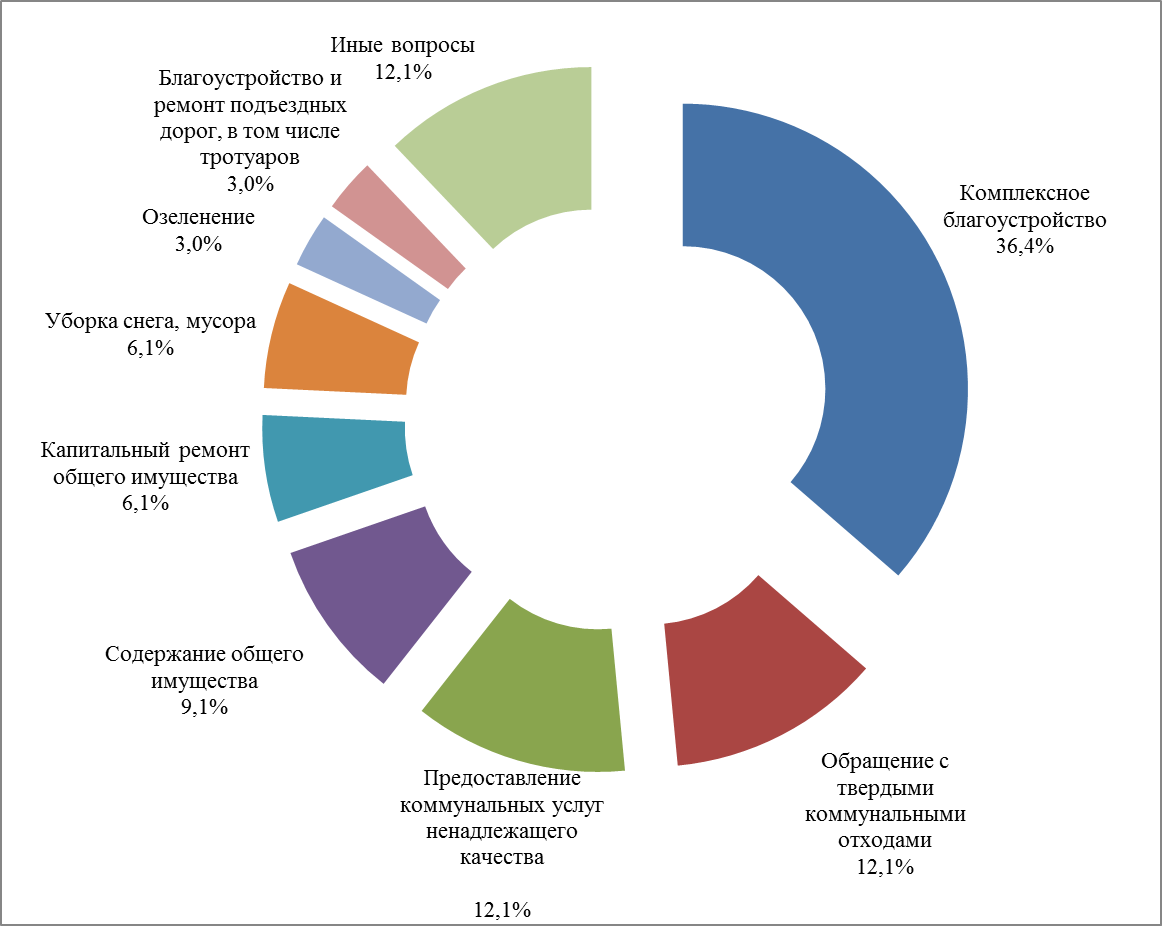 Иные вопросы
12,1%
Благоустройство и
ремонт подъездных
дорог, в том числе
тротуаров
3,0%
Озеленение
3,0%
Уборка снега, мусора
6,1%
Капитальный ремонт
общего имущества
6,1%
Содержание общего
имущества
9,1%
Предоставление
коммунальных услуг
ненадлежащего
качества
12,1%
Обращение с
твердыми
коммунальными
отходами
12,1%
Комплексное
благоустройство
36,4%